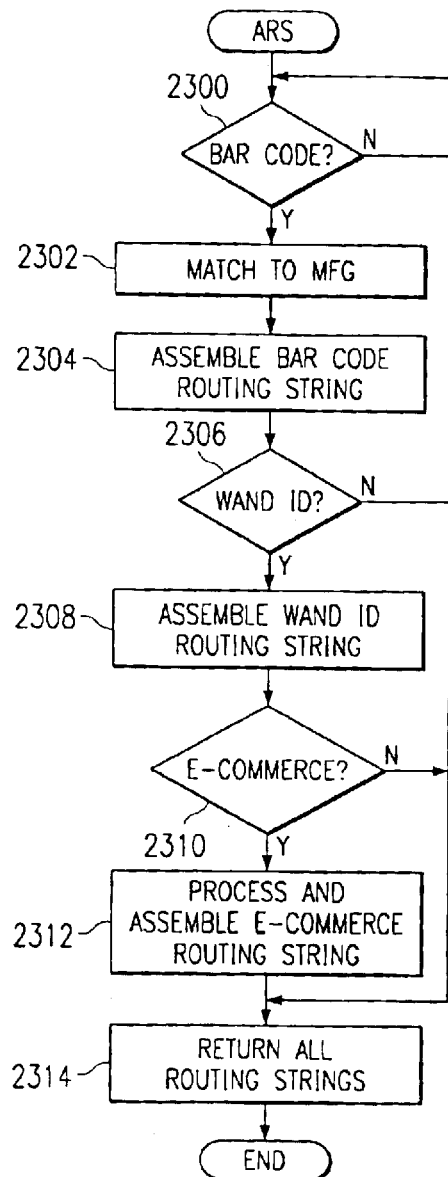 ARS
2300
BAR CODE?
N
Y
2302
MATCH TO MFG
2304
ASSEMBLE BAR CODE
ROUTING STRING
2306
WAND ID?
N
Y
2308
ASSEMBLE WAND ID
ROUTING STRING
E-COMMERCE?
N
2310
Y
2312
PROCESS AND
ASSEMBLE E-COMMERCE
ROUTING STRING
2314
RETURN ALL
ROUTING STRINGS
END